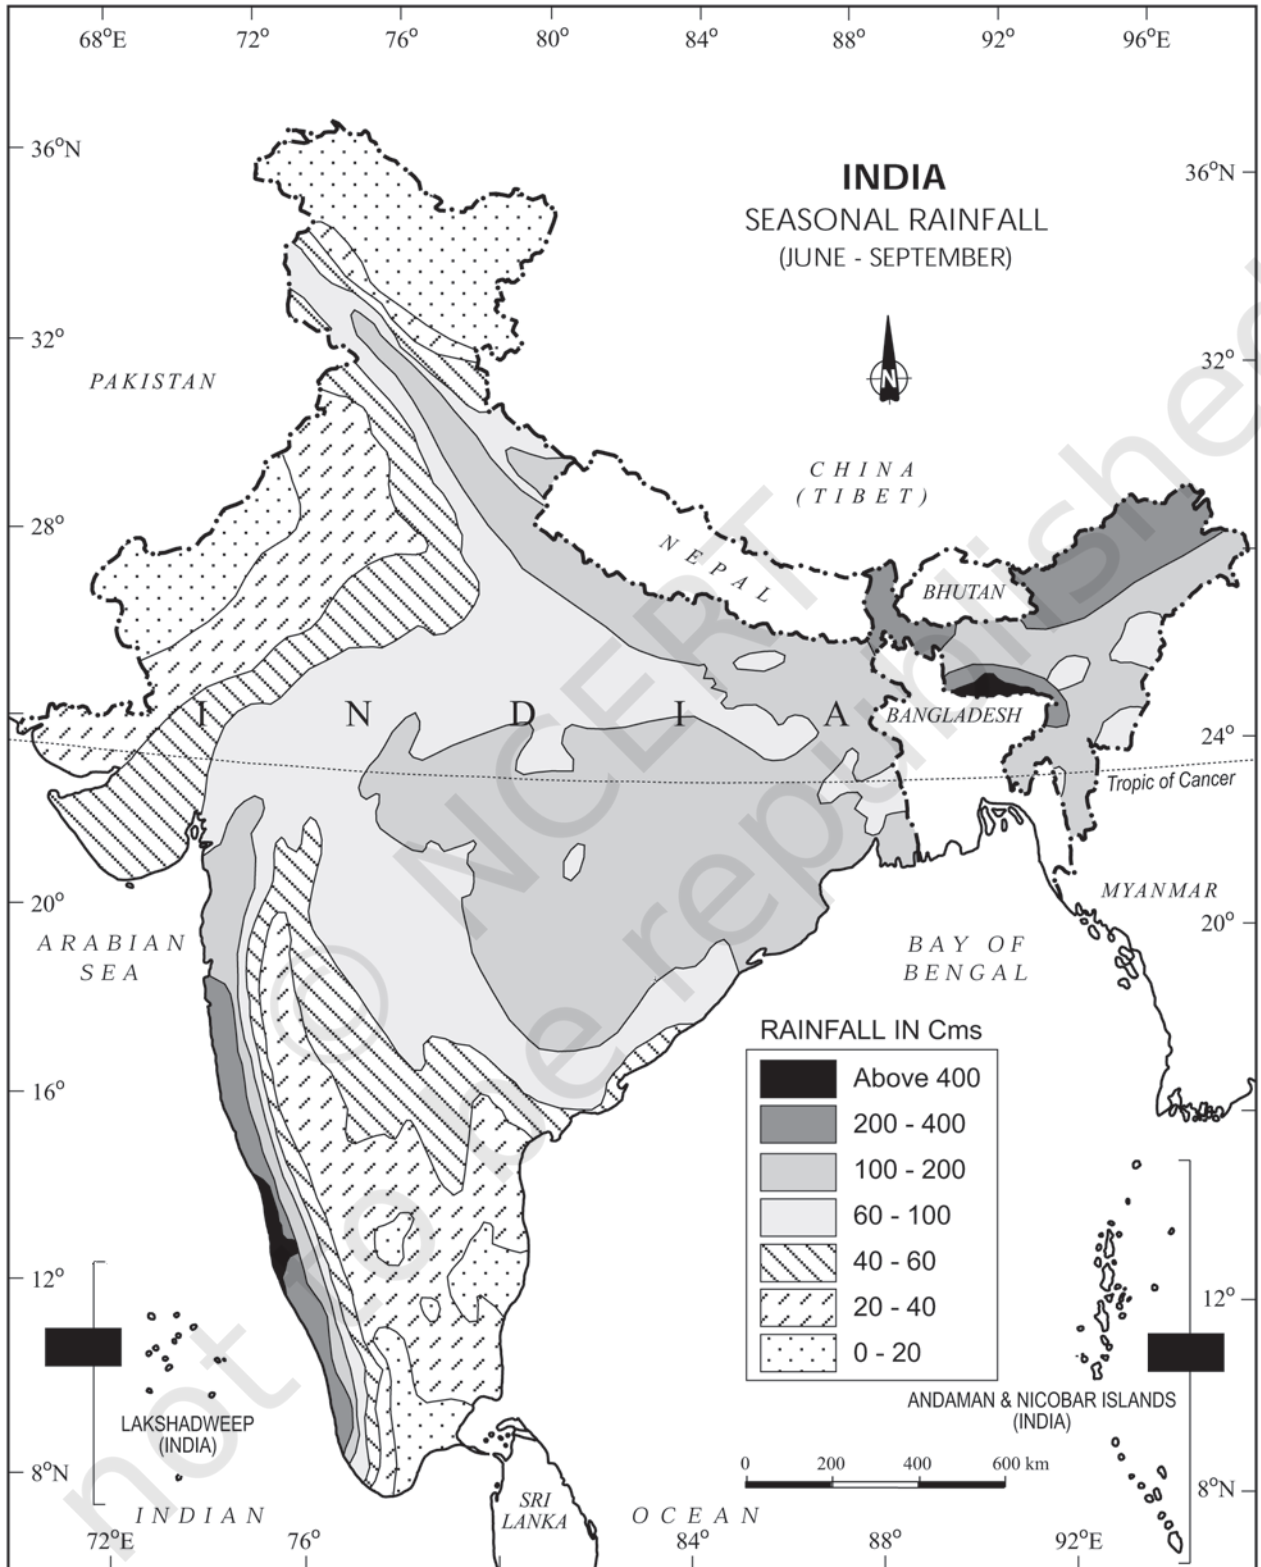 68°E 72° 76° 80° 84° 88° 92° 96°E
36°N
INDIA
36°N
SEASONAL RAINFALL
(JUNE - SEPTEMBER)
32°
N
32°
PAKISTAN
CHINA
(TIBET)
28°
NEPAL
BHUTAN
I N D I A
BANGLADESH
24°
Tropic of Cancer
20°
MYANMAR
20°
ARABIAN
SEA
BAY OF
BENGAL
RAINFALL IN Cms
Above 400
200 - 400
100 - 200
60 - 100
40 - 60
20 - 40
0 - 20
16°
12°
12°
LAKSHADWEEP
(INDIA)
ANDAMAN & NICOBAR ISLANDS
(INDIA)
0 200 400 600 km
8°N
8°N
SRI
LANKA
INDIAN OCEAN
72°E 76° 84° 88° 92°E
© NCERT
not to be republished